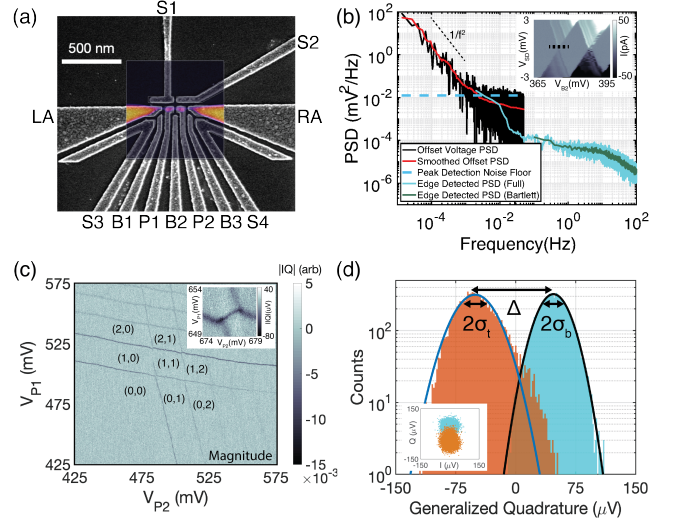 (a)
S1
S2
500 nm
LA
RA
S3 B1 P1 B2 P2 B3 S4
(b)
PSD (mV²/Hz)
10²
10⁰
10⁻²
10⁻⁴
10⁻⁶
1/f²
V_SD(mV)
3
-3
365 V_B2(mV) 395
50
I(pA)
-50
Offset Voltage PSD
Smoothed Offset PSD
Peak Detection Noise Floor
Edge Detected PSD (Full)
Edge Detected PSD (Bartlett)
10⁻⁴ 10⁻² 10⁰ 10²
Frequency(Hz)
(c)
|IQ| (arb)
V_P1 (mV)
575
525
475
425
(2,0)
(2,1)
(1,0)
(1,1)
(1,2)
(0,0)
(0,1)
(0,2)
654
V_P1 (mV)
649
674 V_P2(mV) 679
40
|IQ|(μV)
-80
Magnitude
425 475 525 575
V_P2 (mV)
5
0
-5
-10
-15
×10⁻³
(d)
Counts
10²
10¹
10⁰
Δ
2σ_t
2σ_b
150
Q (μV)
-150
-150 I (μV) 150
-150 -75 0 75 150
Generalized Quadrature (μV)